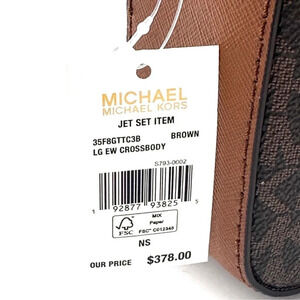 MICHAEL
MICHAEL KORS
JET SET ITEM
35F8GTTC3B BROWN
LG EW CROSSBODY
S793-0002
1 92877 93825 5
FSC
MIX
Paper
FSC® C012345
NS
OUR PRICE $378.00